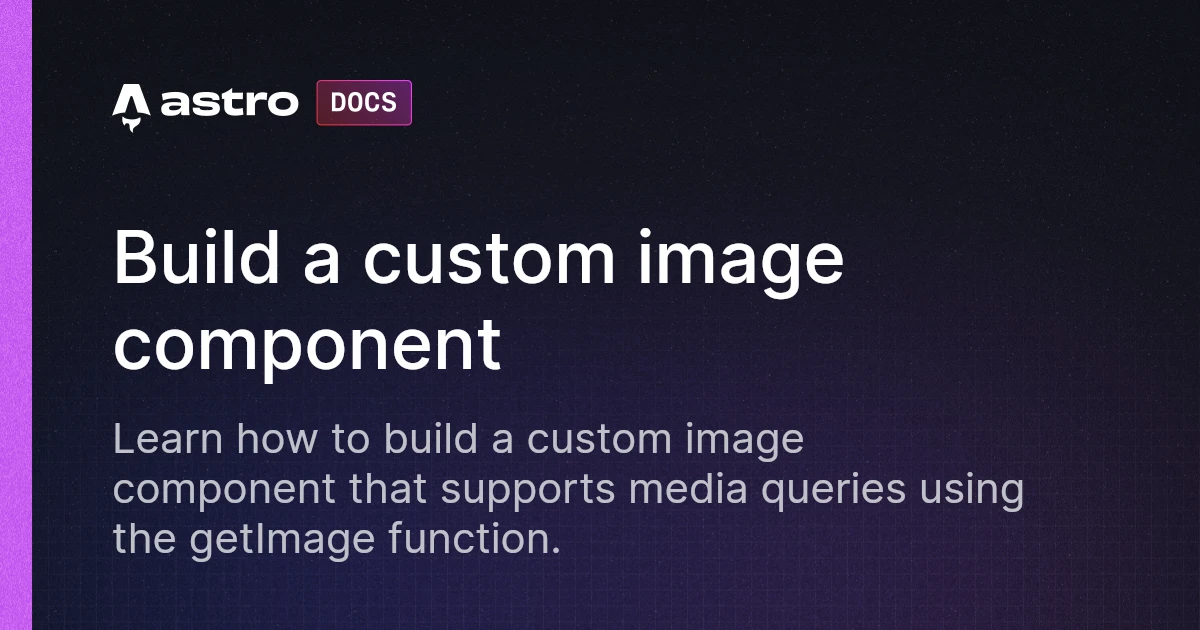 astro DOCS
Build a custom image
component
Learn how to build a custom image
component that supports media queries using
the getImage function.